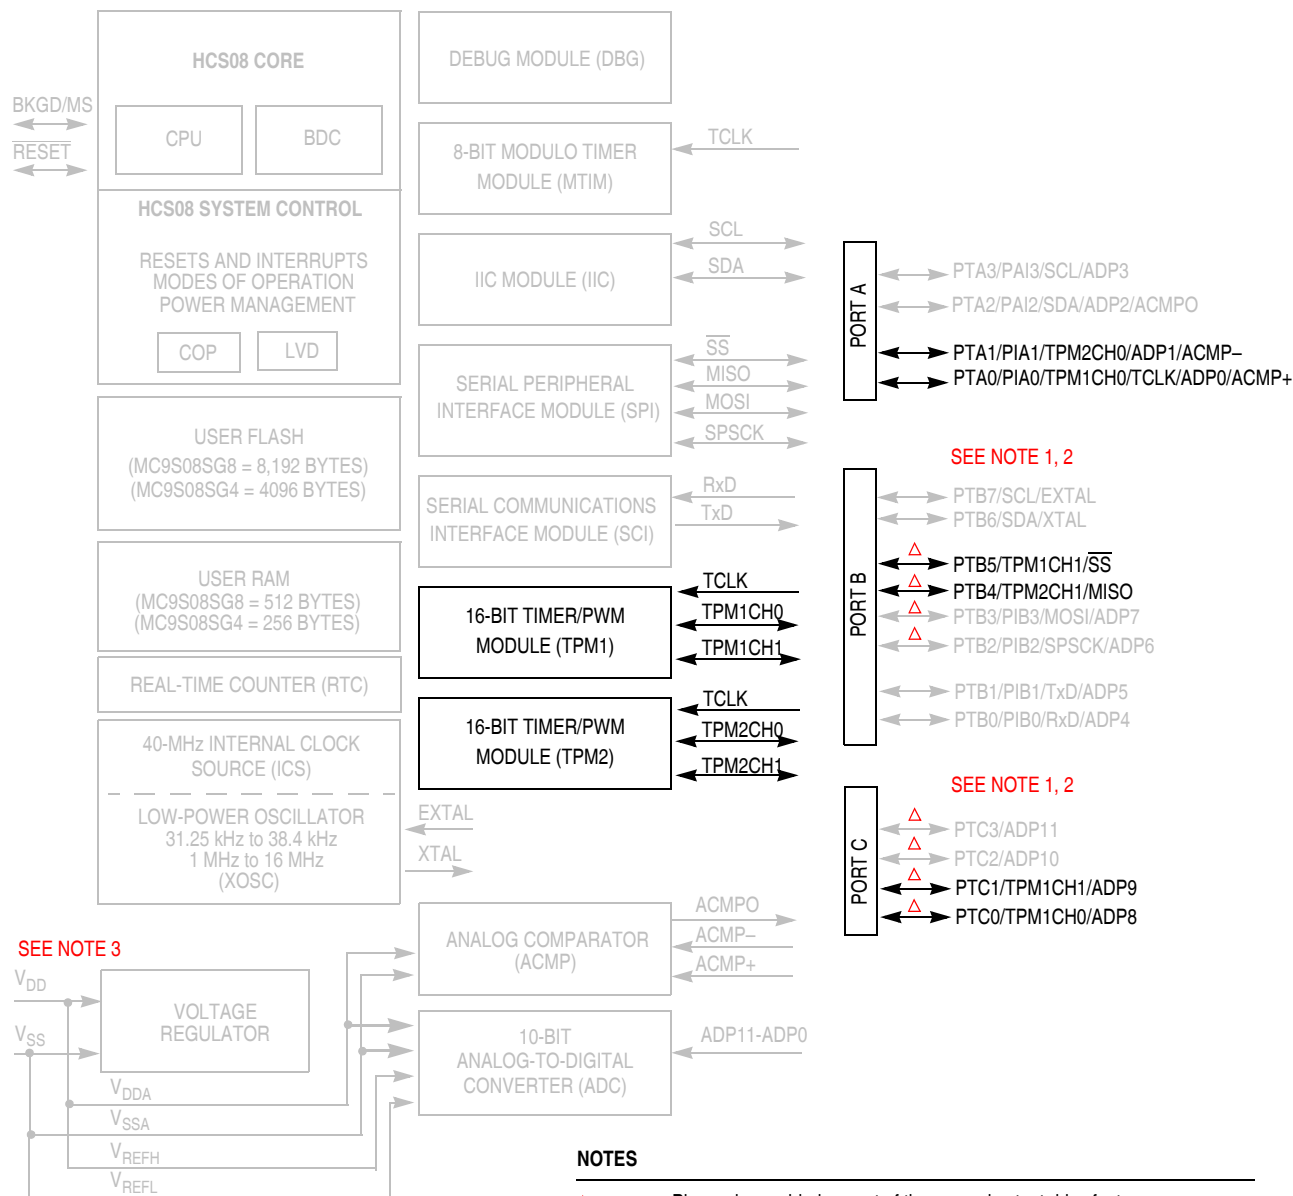 HCS08 CORE
BKGD/MS
RESET
CPU
BDC
HCS08 SYSTEM CONTROL
RESETS AND INTERRUPTS
MODES OF OPERATION
POWER MANAGEMENT
COP
LVD
USER FLASH
(MC9S08SG8 = 8,192 BYTES)
(MC9S08SG4 = 4096 BYTES)
USER RAM
(MC9S08SG8 = 512 BYTES)
(MC9S08SG4 = 256 BYTES)
REAL-TIME COUNTER (RTC)
40-MHz INTERNAL CLOCK
SOURCE (ICS)
LOW-POWER OSCILLATOR
31.25 kHz to 38.4 kHz
1 MHz to 16 MHz
(XOSC)
EXTAL
XTAL
SEE NOTE 3
VDD
VSS
VOLTAGE
REGULATOR
VDDA
VSSA
VREFH
VREFL
DEBUG MODULE (DBG)
8-BIT MODULO TIMER
MODULE (MTIM)
TCLK
IIC MODULE (IIC)
SCL
SDA
SERIAL PERIPHERAL
INTERFACE MODULE (SPI)
SS
MISO
MOSI
SPSCK
SERIAL COMMUNICATIONS
INTERFACE MODULE (SCI)
RxD
TxD
16-BIT TIMER/PWM
MODULE (TPM1)
TCLK
TPM1CH0
TPM1CH1
16-BIT TIMER/PWM
MODULE (TPM2)
TCLK
TPM2CH0
TPM2CH1
ANALOG COMPARATOR
(ACMP)
ACMPO
ACMP–
ACMP+
10-BIT
ANALOG-TO-DIGITAL
CONVERTER (ADC)
ADP11-ADP0
PORT A
PTA3/PAI3/SCL/ADP3
PTA2/PAI2/SDA/ADP2/ACMPO
PTA1/PIA1/TPM2CH0/ADP1/ACMP–
PTA0/PIA0/TPM1CH0/TCLK/ADP0/ACMP+
SEE NOTE 1, 2
PORT B
PTB7/SCL/EXTAL
PTB6/SDA/XTAL
PTB5/TPM1CH1/SS
PTB4/TPM2CH1/MISO
PTB3/PIB3/MOSI/ADP7
PTB2/PIB2/SPSCK/ADP6
PTB1/PIB1/TxD/ADP5
PTB0/PIB0/RxD/ADP4
SEE NOTE 1, 2
PORT C
PTC3/ADP11
PTC2/ADP10
PTC1/TPM1CH1/ADP9
PTC0/TPM1CH0/ADP8
NOTES